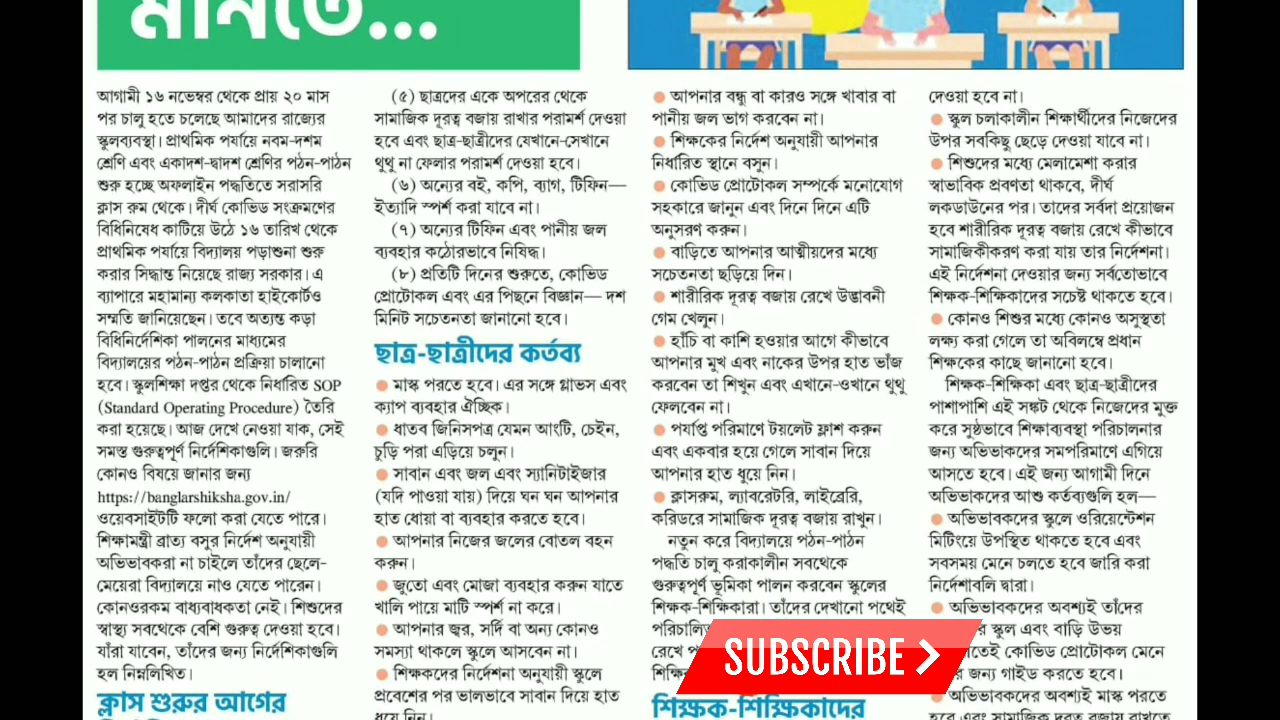 মানতে...
আগামী ১৬ নভেম্বর থেকে প্রায় ২০ মাস
পর চালু হতে চলেছে আমাদের রাজ্যের
স্কুলব্যবস্থা। প্রাথমিক পর্যায়ে নবম-দশম
শ্রেণি এবং একাদশ-দ্বাদশ শ্রেণির পঠন-পাঠন
শুরু হচ্ছে অফলাইন পদ্ধতিতে সরাসরি
ক্লাস রুম থেকে। দীর্ঘ কোভিড সংক্রমণের
বিধিনিষেধ কাটিয়ে উঠে ১৬ তারিখ থেকে
প্রাথমিক পর্যায়ে বিদ্যালয় পড়াশুনা শুরু
করার সিদ্ধান্ত নিয়েছে রাজ্য সরকার। এ
ব্যাপারে মহামান্য কলকাতা হাইকোর্টও
সম্মতি জানিয়েছেন। তবে অত্যন্ত কড়া
বিধিনির্দেশিকা পালনের মাধ্যমের
বিদ্যালয়ের পঠন-পাঠন প্রক্রিয়া চালানো
হবে। স্কুলশিক্ষা দপ্তর থেকে নির্ধারিত SOP
(Standard Operating Procedure) তৈরি
করা হয়েছে। আজ দেখে নেওয়া যাক, সেই
সমস্ত গুরুত্বপূর্ণ নির্দেশিকাগুলি। জরুরি
কোনও বিষয়ে জানার জন্য
https://banglarshiksha.gov.in/
ওয়েবসাইটটি ফলো করা যেতে পারে।
শিক্ষামন্ত্রী ব্রাত্য বসুর নির্দেশ অনুযায়ী
অভিভাবকরা না চাইলে তাঁদের ছেলে-
মেয়েরা বিদ্যালয়ে নাও যেতে পারেন।
কোনওরকম বাধ্যবাধকতা নেই। শিশুদের
স্বাস্থ্য সবথেকে বেশি গুরুত্ব দেওয়া হবে।
যাঁরা যাবেন, তাঁদের জন্য নির্দেশিকাগুলি
হল নিম্নলিখিত।
ক্লাস শুরুর আগের
(৫) ছাত্রদের একে অপরের থেকে
সামাজিক দূরত্ব বজায় রাখার পরামর্শ দেওয়া
হবে এবং ছাত্র-ছাত্রীদের যেখানে-সেখানে
থুথু না ফেলার পরামর্শ দেওয়া হবে।
(৬) অন্যের বই, কপি, ব্যাগ, টিফিন—
ইত্যাদি স্পর্শ করা যাবে না।
(৭) অন্যের টিফিন এবং পানীয় জল
ব্যবহার কঠোরভাবে নিষিদ্ধ।
(৮) প্রতিটি দিনের শুরুতে, কোভিড
প্রোটোকল এবং এর পিছনে বিজ্ঞান— দশ
মিনিট সচেতনতা জানানো হবে।
ছাত্র-ছাত্রীদের কর্তব্য
● মাস্ক পরতে হবে। এর সঙ্গে গ্লাভস এবং
ক্যাপ ব্যবহার ঐচ্ছিক।
● ধাতব জিনিসপত্র যেমন আংটি, চেইন,
চুড়ি পরা এড়িয়ে চলুন।
● সাবান এবং জল এবং স্যানিটাইজার
(যদি পাওয়া যায়) দিয়ে ঘন ঘন আপনার
হাত ধোয়া বা ব্যবহার করতে হবে।
● আপনার নিজের জলের বোতল বহন
করুন।
● জুতো এবং মোজা ব্যবহার করুন যাতে
খালি পায়ে মাটি স্পর্শ না করে।
● আপনার জ্বর, সর্দি বা অন্য কোনও
সমস্যা থাকলে স্কুলে আসবেন না।
● শিক্ষকদের নির্দেশনা অনুযায়ী স্কুলে
প্রবেশের পর ভালভাবে সাবান দিয়ে হাত
ধুয়ে নিন।
● আপনার বন্ধু বা কারও সঙ্গে খাবার বা
পানীয় জল ভাগ করবেন না।
● শিক্ষকের নির্দেশ অনুযায়ী আপনার
নির্ধারিত স্থানে বসুন।
● কোভিড প্রোটোকল সম্পর্কে মনোযোগ
সহকারে জানুন এবং দিনে দিনে এটি
অনুসরণ করুন।
● বাড়িতে আপনার আত্মীয়দের মধ্যে
সচেতনতা ছড়িয়ে দিন।
● শারীরিক দূরত্ব বজায় রেখে উদ্ভাবনী
গেম খেলুন।
● হাঁচি বা কাশি হওয়ার আগে কীভাবে
আপনার মুখ এবং নাকের উপর হাত ভাঁজ
করবেন তা শিখুন এবং এখানে-ওখানে থুথু
ফেলবেন না।
● পর্যাপ্ত পরিমাণে টয়লেট ফ্লাশ করুন
এবং একবার হয়ে গেলে সাবান দিয়ে
আপনার হাত ধুয়ে নিন।
● ক্লাসরুম, ল্যাবরেটরি, লাইব্রেরি,
করিডরে সামাজিক দূরত্ব বজায় রাখুন।
নতুন করে বিদ্যালয়ে পঠন-পাঠন
পদ্ধতি চালু করাকালীন সবথেকে
গুরুত্বপূর্ণ ভূমিকা পালন করবেন স্কুলের
শিক্ষক-শিক্ষিকারা। তাঁদের দেখানো পথেই
রেখে
শিক্ষক-শিক্ষিকাদের
দেওয়া হবে না।
● স্কুল চলাকালীন শিক্ষার্থীদের নিজেদের
উপর সবকিছু ছেড়ে দেওয়া যাবে না।
● শিশুদের মধ্যে মেলামেশা করার
স্বাভাবিক প্রবণতা থাকবে, দীর্ঘ
লকডাউনের পর। তাদের সর্বদা প্রয়োজন
হবে শারীরিক দূরত্ব বজায় রেখে কীভাবে
সামাজিকীকরণ করা যায় তার নির্দেশনা।
এই নির্দেশনা দেওয়ার জন্য সর্বতোভাবে
শিক্ষক-শিক্ষিকাদের সচেষ্ট থাকতে হবে।
● কোনও শিশুর মধ্যে কোনও অসুস্থতা
লক্ষ্য করা গেলে তা অবিলম্বে প্রধান
শিক্ষকের কাছে জানানো হবে।
শিক্ষক-শিক্ষিকা এবং ছাত্র-ছাত্রীদের
পাশাপাশি এই সঙ্কট থেকে নিজেদের মুক্ত
করে সুষ্ঠভাবে শিক্ষাব্যবস্থা পরিচালনার
জন্য অভিভাবকদের সমপরিমাণে এগিয়ে
আসতে হবে। এই জন্য আগামী দিনে
অভিভাকদের আশু কর্তব্যগুলি হল—
● অভিভাবকদের স্কুলে ওরিয়েন্টেশন
মিটিংয়ে উপস্থিত থাকতে হবে এবং
সবসময় মেনে চলতে হবে জারি করা
নির্দেশাবলি দ্বারা।
● অভিভাবকদের অবশ্যই তাঁদের
স্কুল এবং বাড়ি উভয়
কোভিড প্রোটোকল মেনে
জন্য গাইড করতে হবে।
● অভিভাবকদের অবশ্যই মাস্ক পরতে
হবে এবং সামাজিক দূরত্ব বজায় রাখতে
SUBSCRIBE